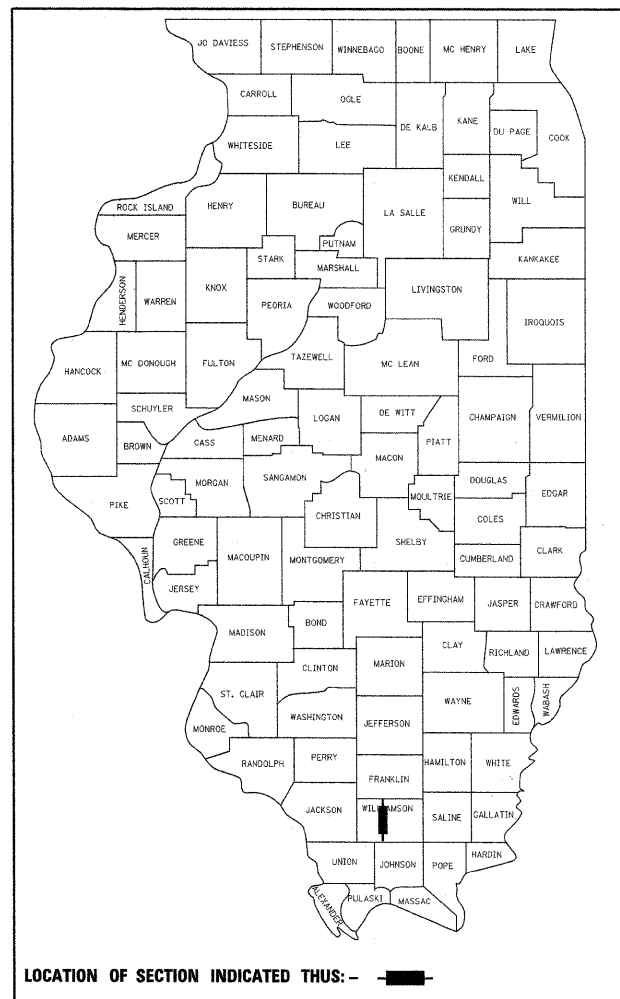 JO DAVIESS
STEPHENSON
WINNEBAGO
BOONE
MC HENRY
LAKE
CARROLL
OGLE
DE KALB
KANE
DU PAGE
COOK
WHITESIDE
LEE
KENDALL
WILL
ROCK ISLAND
HENRY
BUREAU
LA SALLE
GRUNDY
MERCER
PUTNAM
STARK
MARSHALL
KANKAKEE
HENDERSON
WARREN
KNOX
PEORIA
WOODFORD
LIVINGSTON
IROQUOIS
HANCOCK
MC DONOUGH
FULTON
TAZEWELL
MC LEAN
FORD
SCHUYLER
MASON
LOGAN
DE WITT
CHAMPAIGN
VERMILION
ADAMS
BROWN
CASS
MENARD
MACON
PIATT
MORGAN
SANGAMON
DOUGLAS
EDGAR
PIKE
SCOTT
CHRISTIAN
MOULTRIE
COLES
GREENE
MACOUPIN
MONTGOMERY
SHELBY
CUMBERLAND
CLARK
CALHOUN
JERSEY
FAYETTE
EFFINGHAM
JASPER
CRAWFORD
MADISON
BOND
CLAY
RICHLAND
LAWRENCE
CLINTON
MARION
ST. CLAIR
WAYNE
EDWARDS
WABASH
WASHINGTON
JEFFERSON
MONROE
RANDOLPH
PERRY
HAMILTON
WHITE
FRANKLIN
JACKSON
WILLIAMSON
SALINE
GALLATIN
UNION
JOHNSON
POPE
HARDIN
ALEXANDER
PULASKI
MASSAC
LOCATION OF SECTION INDICATED THUS: -